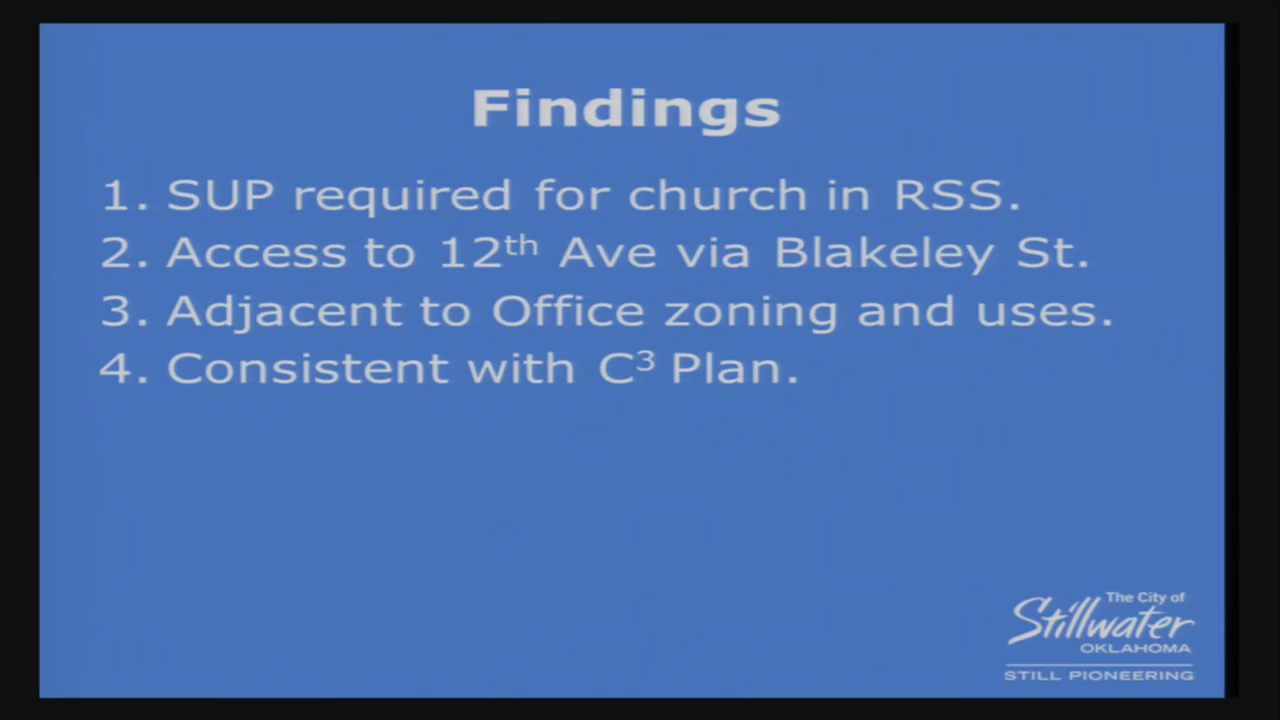 Findings
1. SUP required for church in RSS.
2. Access to 12th Ave via Blakeley St.
3. Adjacent to Office zoning and uses.
4. Consistent with C³ Plan.
The City of
Stillwater
OKLAHOMA
STILL PIONEERING